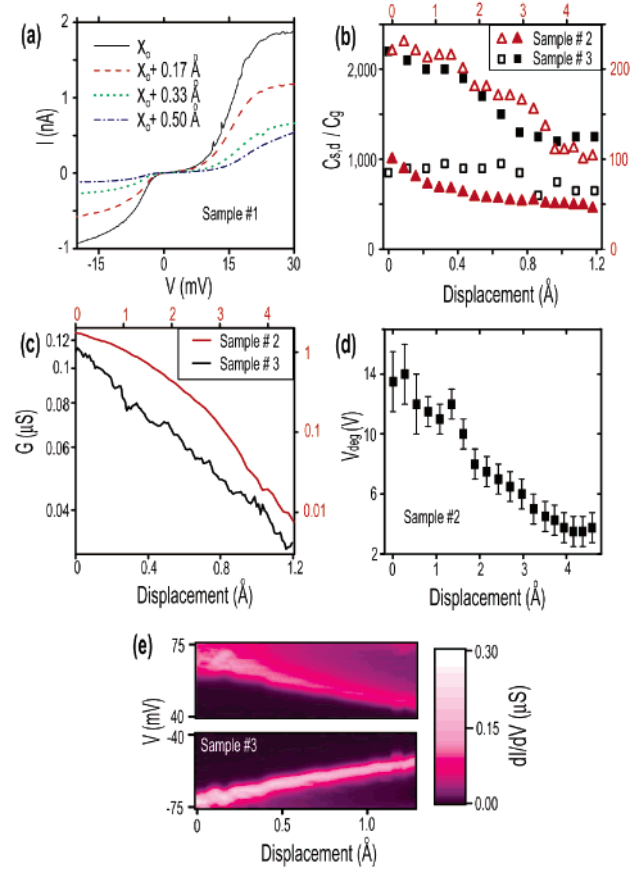 (a)
I (nA)
2
1
0
-1
X₀
X₀+ 0.17 Å
X₀+ 0.33 Å
X₀+ 0.50 Å
Sample #1
-15 0 15 30
V (mV)
(b)
0 1 2 3 4
Sample # 2
Sample # 3
Cs,d / Cg
2,000
1,000
0
200
100
0
0 0.4 0.8 1.2
Displacement (Å)
(c)
0 1 2 3 4
Sample # 2
Sample # 3
G (µS)
0.12
0.1
0.08
0.06
0.04
1
0.1
0.01
0 0.4 0.8 1.2
Displacement (Å)
(d)
Vdeg (V)
14
10
6
2
Sample #2
0 1 2 3 4
Displacement (Å)
(e)
V (mV)
75
40
-40
-75
Sample #3
0 0.5 1.0
Displacement (Å)
0.30
0.15
0.00
dI/dV (µS)